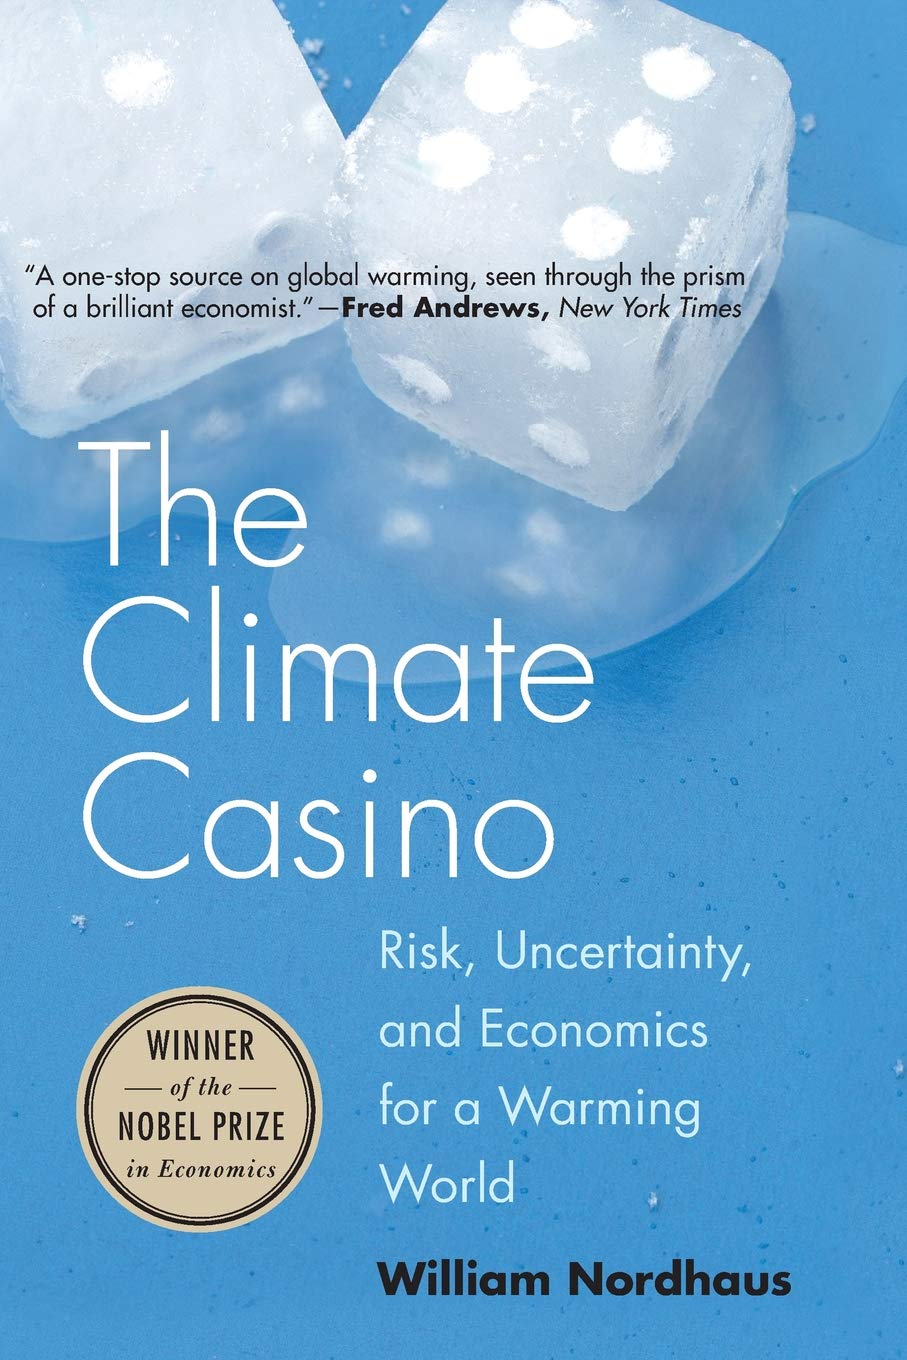 “A one-stop source on global warming, seen through the prism
of a brilliant economist.”—Fred Andrews, New York Times
The
Climate
Casino
Risk, Uncertainty,
and Economics
for a Warming
World
WINNER
of the
NOBEL PRIZE
in Economics
William Nordhaus